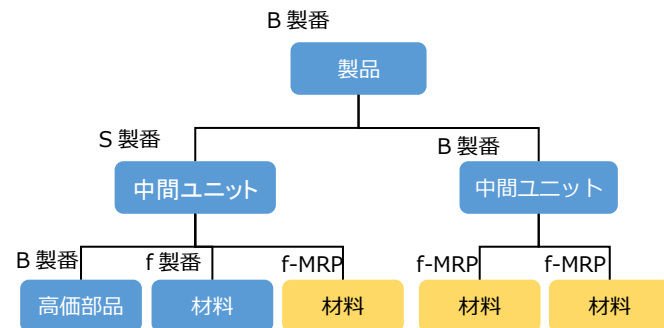 B 製番
製品
S 製番
B 製番
中間ユニット
中間ユニット
B 製番
f 製番
f-MRP
f-MRP
f-MRP
高価部品
材料
材料
材料
材料